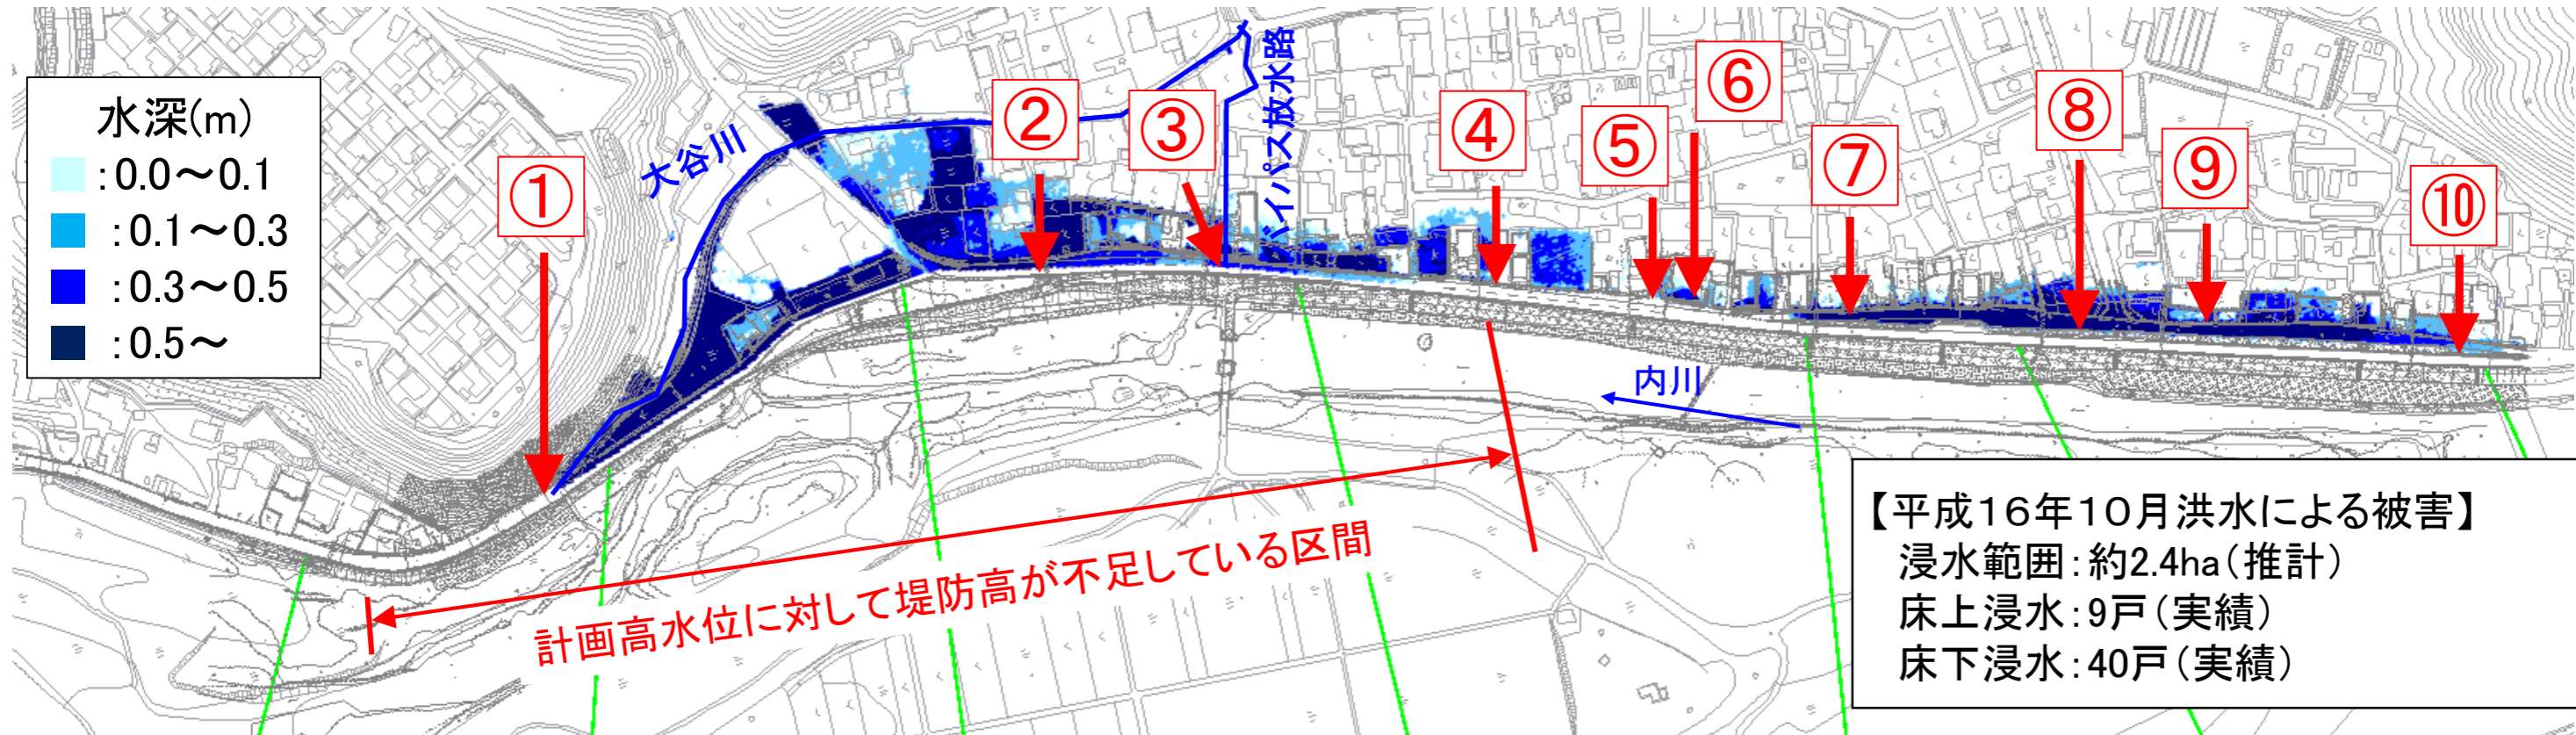 水深(m)
:0.0～0.1
:0.1～0.3
:0.3～0.5
:0.5～
①
大谷川
②
③
バイパス放水路
④
⑤
⑥
⑦
⑧
⑨
⑩
内川
計画高水位に対して堤防高が不足している区間
【平成16年10月洪水による被害】
浸水範囲:約2.4ha(推計)
床上浸水:9戸(実績)
床下浸水:40戸(実績)